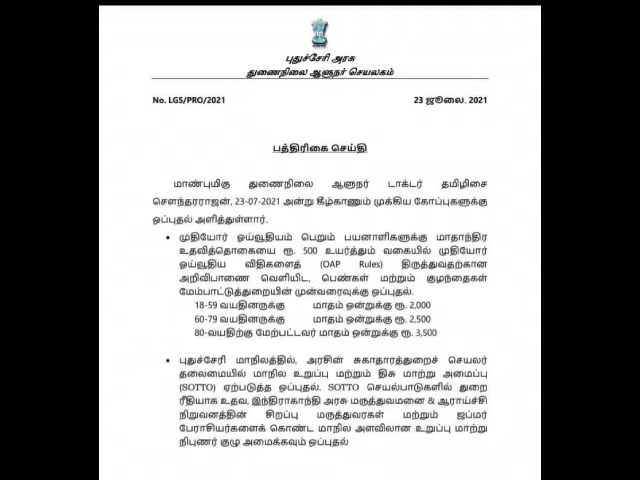 புதுச்சேரி அரசு
துணைநிலை ஆளுநர் செயலகம்
No. LGS/PRO/2021 23 ஜூலை, 2021
பத்திரிகை செய்தி
மாண்புமிகு துணைநிலை ஆளுநர் டாக்டர் தமிழிசை
சௌந்தரராஜன், 23-07-2021 அன்று கீழ்காணும் முக்கிய கோப்புகளுக்கு
ஒப்புதல் அளித்துள்ளார்.
• முதியோர் ஓய்வூதியம் பெறும் பயனாளிகளுக்கு மாதாந்திர
உதவித்தொகையை ரூ. 500 உயர்த்தும் வகையில் முதியோர்
ஓய்வூதிய விதிகளைத் (OAP Rules) திருத்துவதற்கான
அறிவிபாணை வெளியிட, பெண்கள் மற்றும் குழந்தைகள்
மேம்பாட்டுத்துறையின் முன்வரைவுக்கு ஒப்புதல்.
18-59 வயதினருக்கு மாதம் ஒன்றுக்கு ரூ. 2,000
60-79 வயதினருக்கு மாதம் ஒன்றுக்கு ரூ. 2,500
80-வயதிற்கு மேற்பட்டவர் மாதம் ஒன்றுக்கு ரூ. 3,500
• புதுச்சேரி மாநிலத்தில், அரசின் சுகாதாரத்துறைச் செயலர்
தலைமையில் மாநில உறுப்பு மற்றும் திசு மாற்று அமைப்பு
(SOTTO) ஏற்படுத்த ஒப்புதல். SOTTO செயல்பாடுகளில் துறை
ரீதியாக உதவ, இந்திராகாந்தி அரசு மருத்துவமனை & ஆராய்ச்சி
நிறுவனத்தின் சிறப்பு மருத்துவர்கள் மற்றும் ஜப்மர்
பேராசியர்களைக் கொண்ட மாநில அளவிலான உறுப்பு மாற்று
நிபுணர் குழு அமைக்கவும் ஒப்புதல்